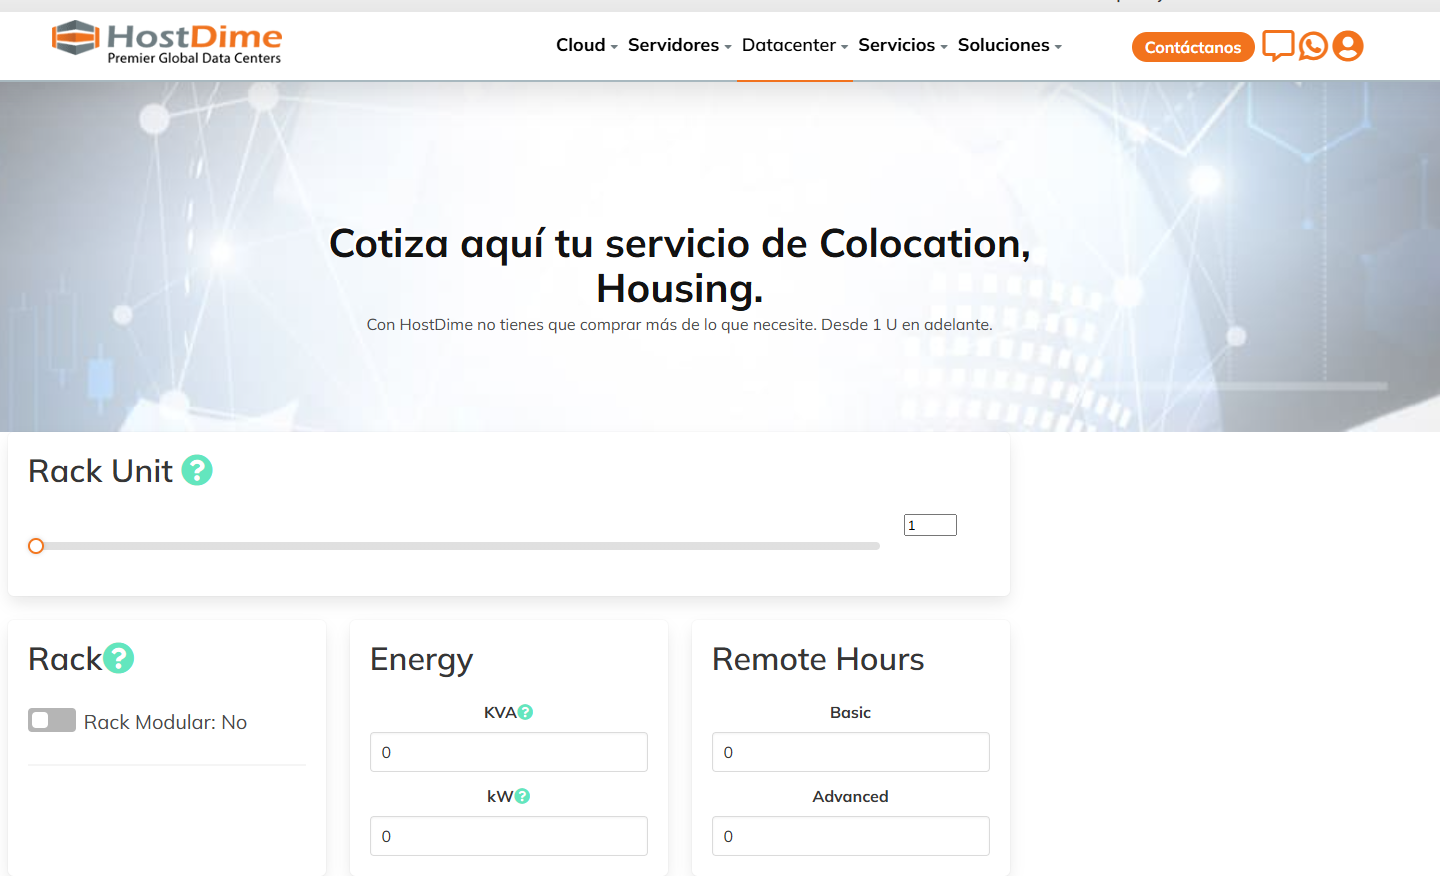 HostDime
Premier Global Data Centers
Cloud Servidores Datacenter Servicios Soluciones
Contáctanos
Cotiza aquí tu servicio de Colocation,
Housing.
Con HostDime no tienes que comprar más de lo que necesite. Desde 1 U en adelante.
Rack Unit ?
1
Rack ?
Rack Modular: No
Energy
KVA ?
0
kW ?
0
Remote Hours
Basic
0
Advanced
0